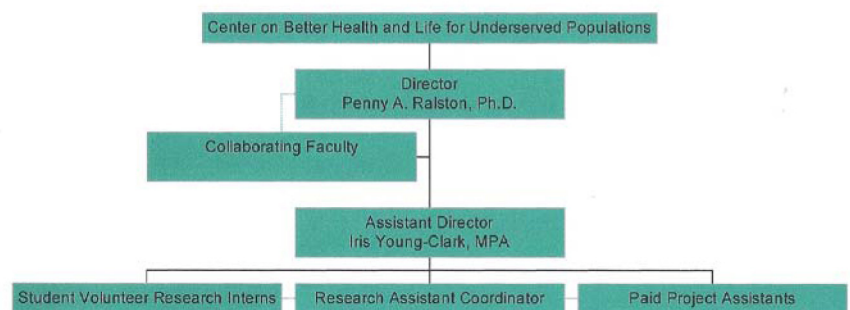 Center on Better Health and Life for Underserved Populations
Director
Penny A. Ralston, Ph.D.
Collaborating Faculty
Assistant Director
Iris Young-Clark, MPA
Student Volunteer Research Interns
Research Assistant Coordinator
Paid Project Assistants